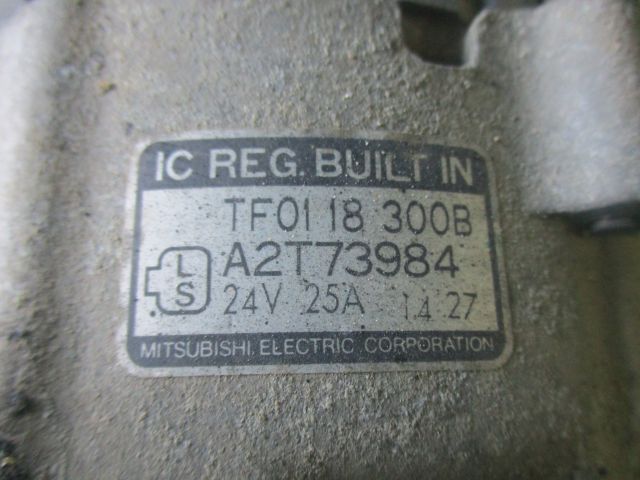 IC REG. BUILT IN
TF01 18 300B
L
S
A2T73984
24V 25A 14 27
MITSUBISHI ELECTRIC CORPORATION